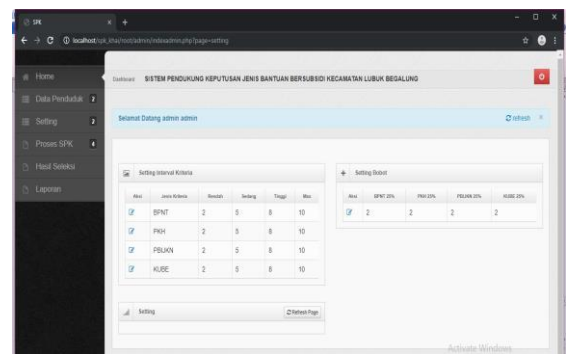 SPK
localhost/spk_khai/root/admin/indexadmin.php?page=setting
Home
Dashboard SISTEM PENDUKUNG KEPUTUSAN JENIS BANTUAN BERSUBSIDI KECAMATAN LUBUK BEGALUNG
Data Penduduk 2
Setting 2
Proses SPK 4
Hasil Seleksi
Laporan
Selamat Datang admin admin
refresh
Setting Interval Kriteria
Aksi Jenis Kriteria Rendah Sedang Tinggi Max
BPNT 2 5 8 10
PKH 2 5 8 10
PBIJKN 2 5 8 10
KUBE 2 5 8 10
Setting Bobot
Aksi BPNT 25% PKH 25% PBIJKN 25% KUBE 25%
2 2 2 2
Setting
Refresh Page
Activate Windows